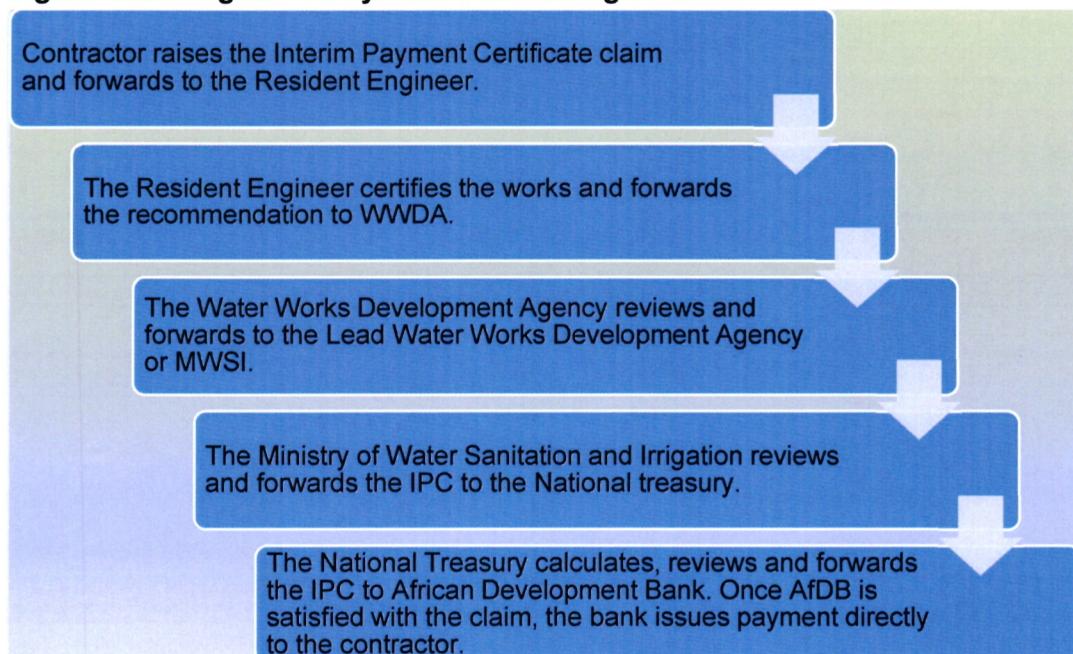 Contractor raises the Interim Payment Certificate claim
and forwards to the Resident Engineer.
The Resident Engineer certifies the works and forwards
the recommendation to WWDA.
The Water Works Development Agency reviews and
forwards to the Lead Water Works Development Agency
or MWSI.
The Ministry of Water Sanitation and Irrigation reviews
and forwards the IPC to the National treasury.
The National Treasury calculates, reviews and forwards
the IPC to African Development Bank. Once AfDB is
satisfied with the claim, the bank issues payment directly
to the contractor.